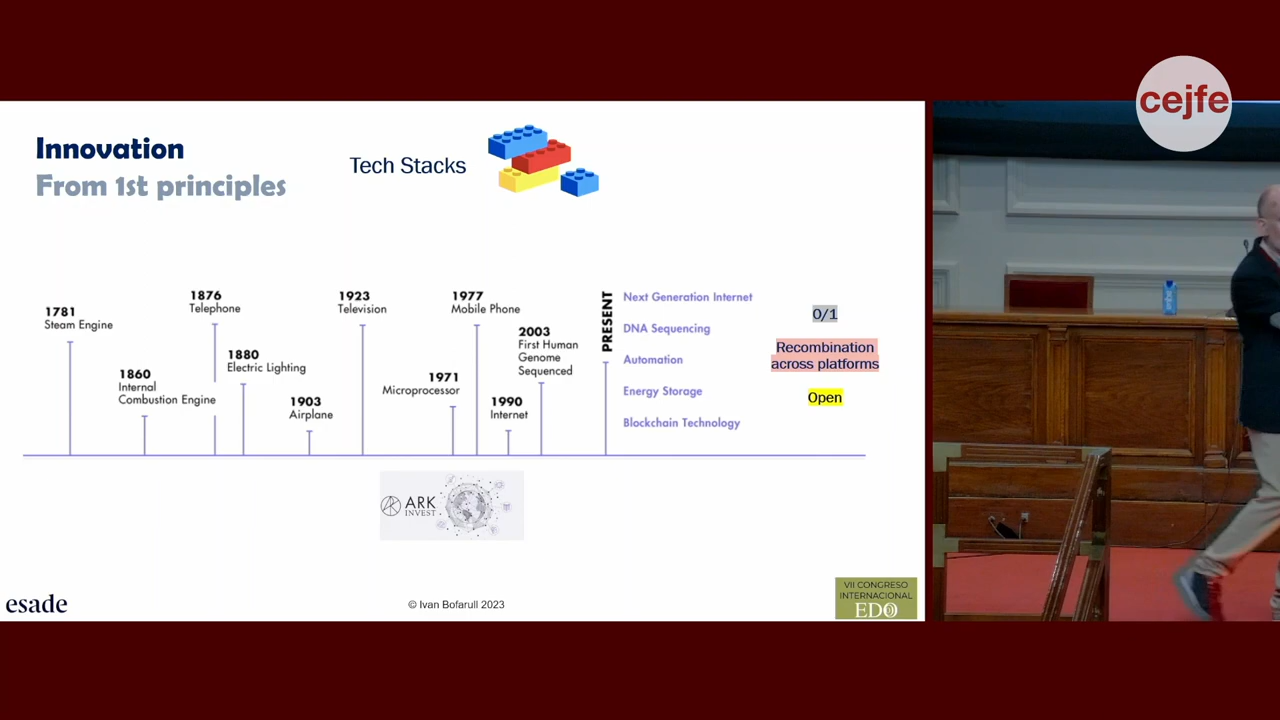 cejfe
Innovation
From 1st principles
Tech Stacks
1781
Steam Engine
1860
Internal
Combustion Engine
1876
Telephone
1880
Electric Lighting
1903
Airplane
1923
Television
1971
Microprocessor
1977
Mobile Phone
1990
Internet
2003
First Human
Genome
Sequenced
PRESENT
Next Generation Internet
DNA Sequencing
Automation
Energy Storage
Blockchain Technology
0/1
Recombination
across platforms
Open
ARK
INVEST
esade
© Ivan Bofarull 2023
VII CONGRESO
INTERNACIONAL
EDO